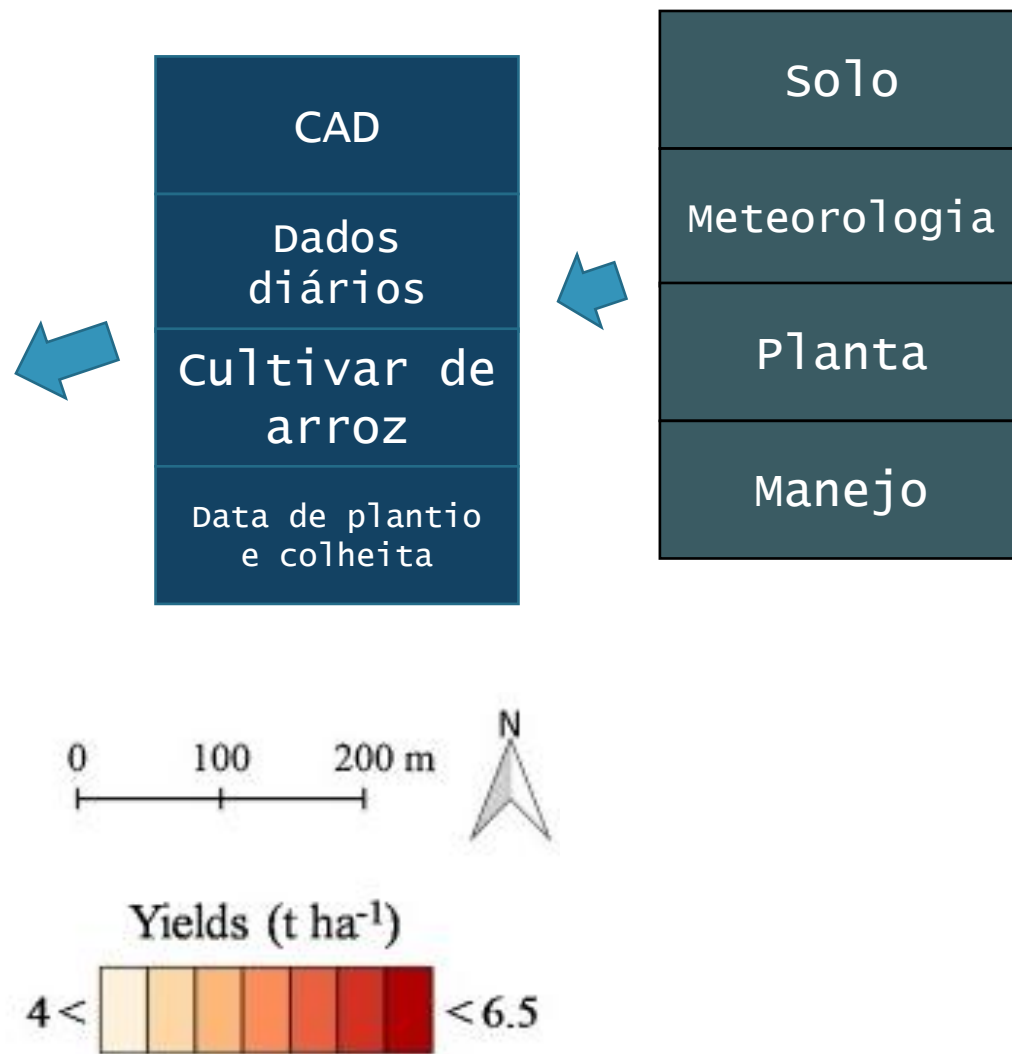 CAD
Dados
diários
Cultivar de
arroz
Data de plantio
e colheita
Solo
Meteorologia
Planta
Manejo
0 100 200 m
N
Yields (t ha⁻¹)
4 < < 6.5